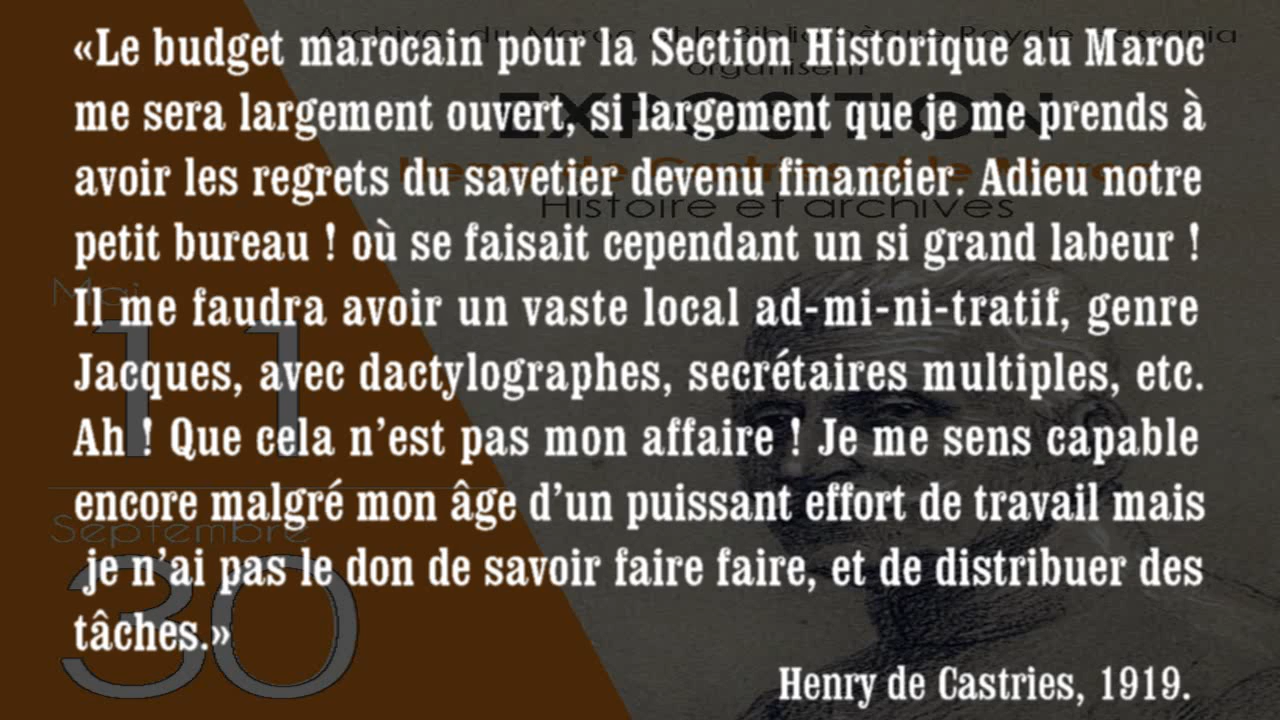 «Le budget marocain pour la Section Historique au Maroc
me sera largement ouvert, si largement que je me prends à
avoir les regrets du savetier devenu financier. Adieu notre
petit bureau ! où se faisait cependant un si grand labeur !
Il me faudra avoir un vaste local ad-mi-ni-tratif, genre
Jacques, avec dactylographes, secrétaires multiples, etc.
Ah ! Que cela n’est pas mon affaire ! Je me sens capable
encore malgré mon âge d’un puissant effort de travail mais
je n’ai pas le don de savoir faire faire, et de distribuer des
tâches.»
Henry de Castries, 1919.
organisent
EXPOSITION
Histoire et archives
Mai
11
Septembre
30